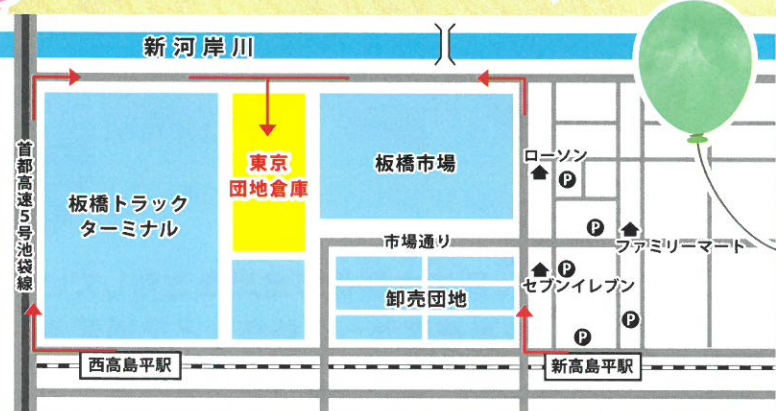 新河岸川
首都高速5号池袋線
板橋トラック
ターミナル
東京
団地倉庫
板橋市場
ローソン
P
P
市場通り
ファミリーマート
P
セブンイレブン
卸売団地
P
P
西高島平駅
新高島平駅